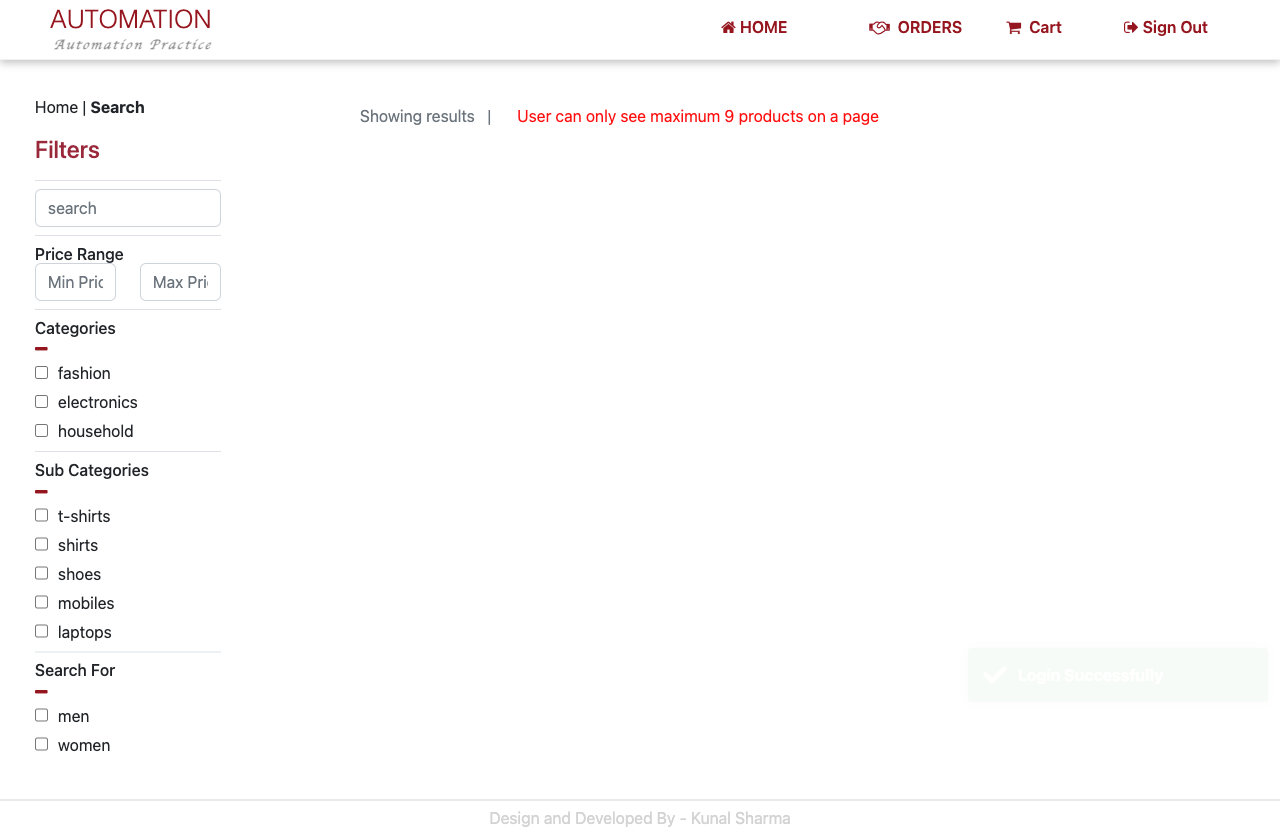 AUTOMATION
Automation Practice
HOME
ORDERS
Cart
Sign Out
Home | Search
Showing results |
User can only see maximum 9 products on a page
Filters
search
Price Range
Min Pric
Max Pri
Categories
fashion
electronics
household
Sub Categories
t-shirts
shirts
shoes
mobiles
laptops
Search For
men
women
Login Successfully
Design and Developed By - Kunal Sharma